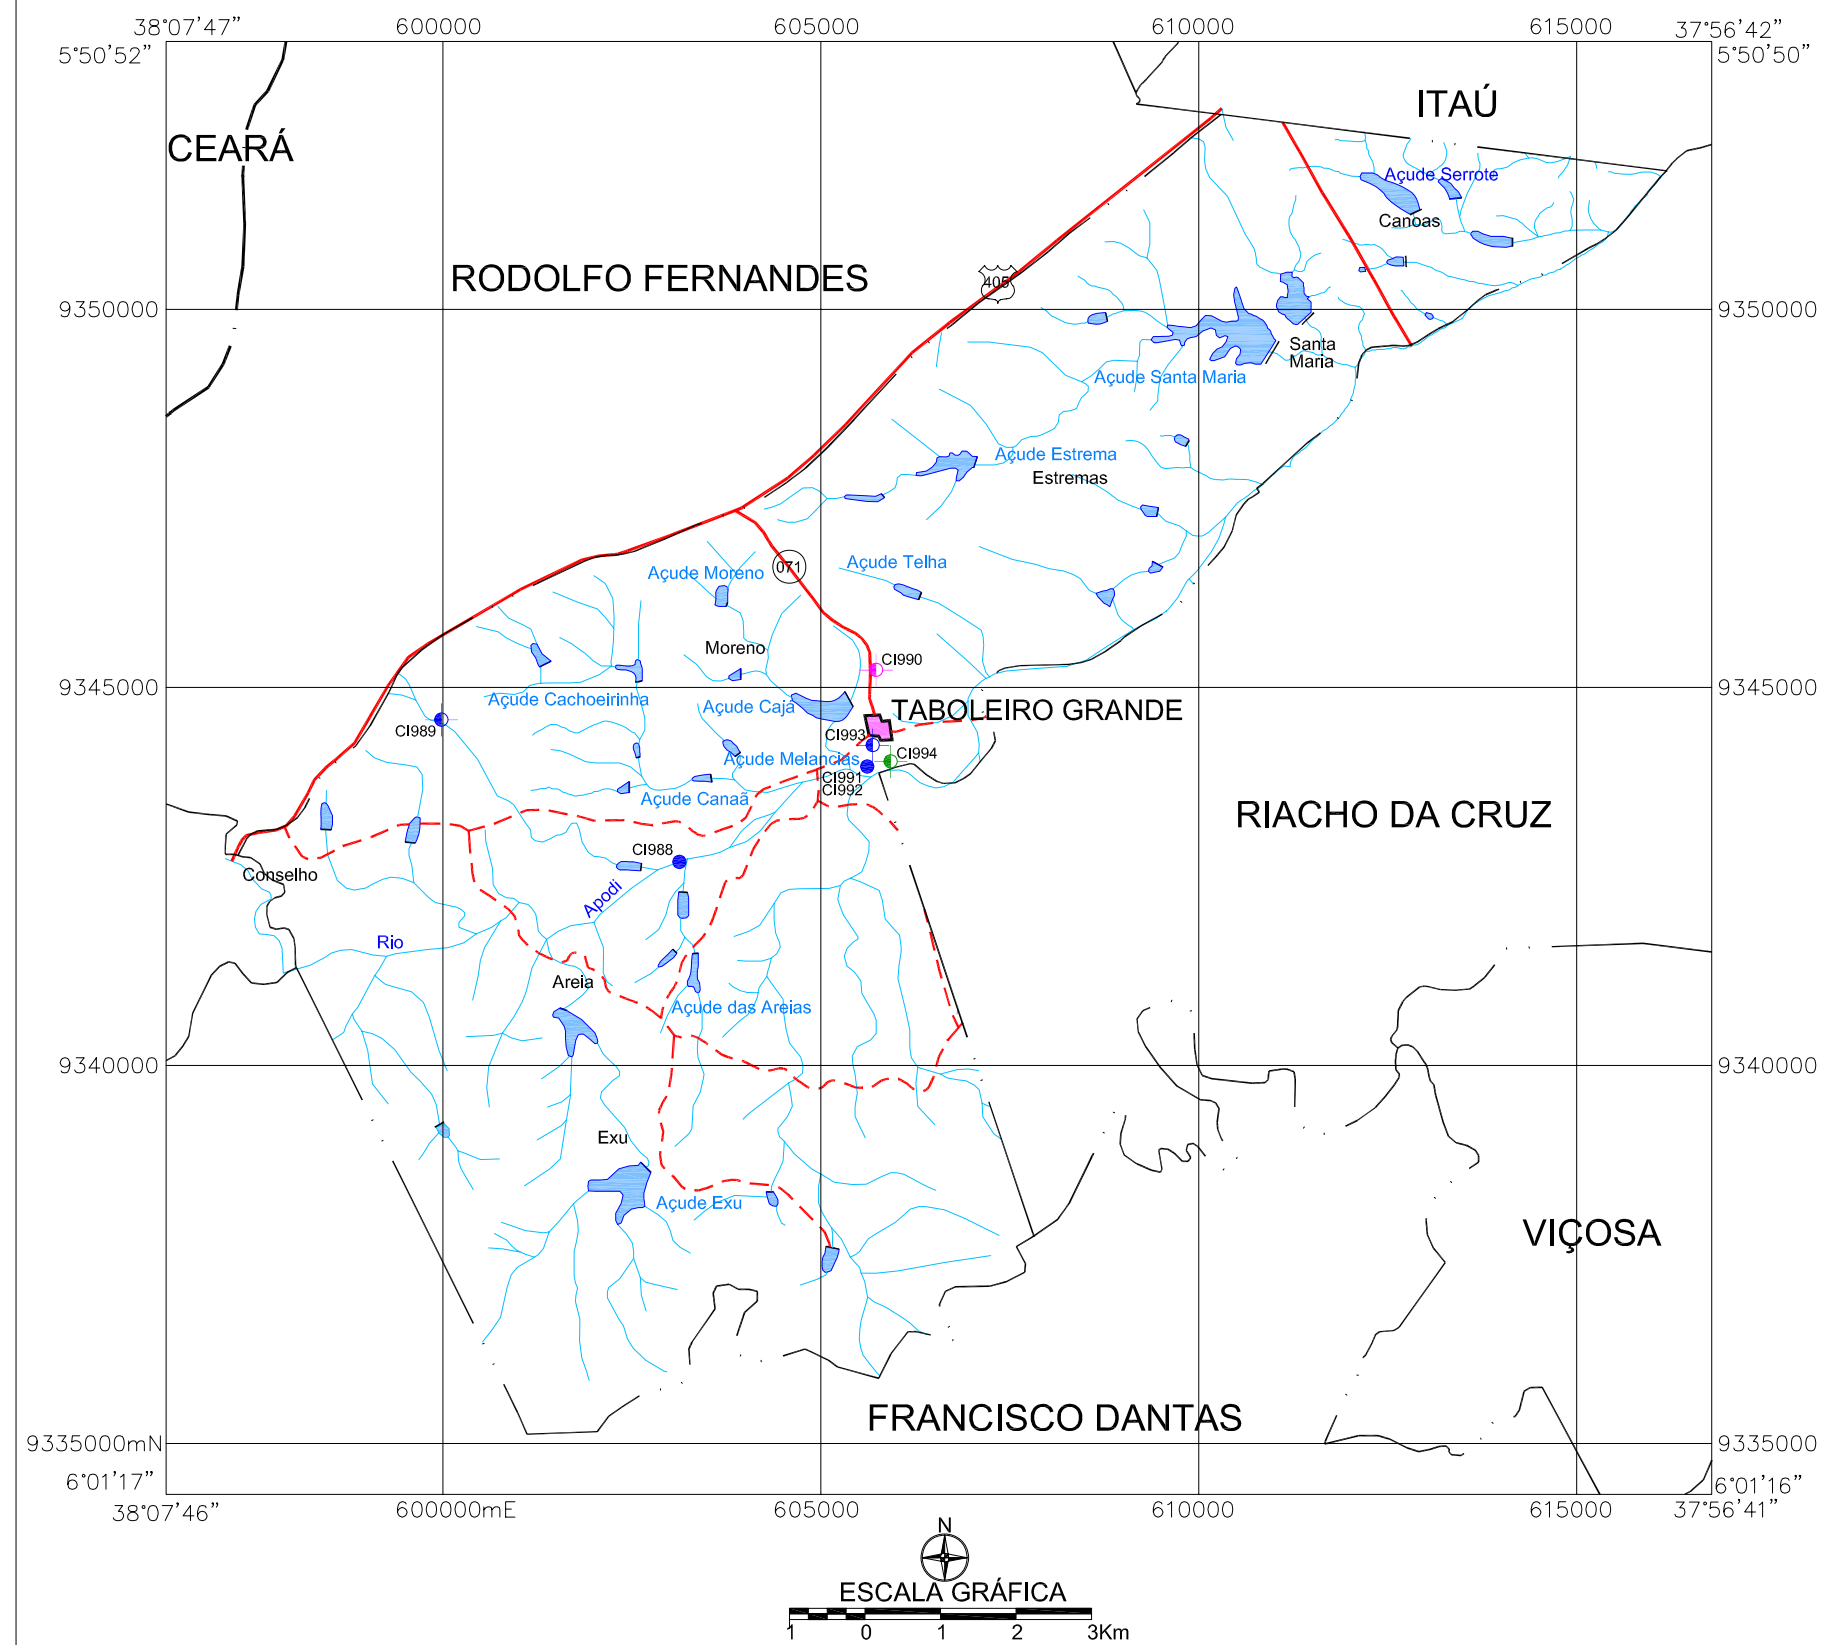 38°07'47" 600000 605000 610000 615000 37°56'42"
5°50'52" 5°50'50"
ITAÚ
CEARÁ
Açude Serrote
Canoas
RODOLFO FERNANDES
405
9350000 9350000
Santa
Maria
Açude Santa Maria
Açude Estrema
Estremas
Açude Telha
071
Açude Moreno
Moreno
CI990
9345000 9345000
Açude Cachoeirinha
Açude Cajá
TABOLEIRO GRANDE
CI989
CI993
CI994
Açude Melancias
CI991
CI992
Açude Canaã
RIACHO DA CRUZ
CI988
Conselho
Apodi
Rio
Areia
Açude das Areias
9340000 9340000
Exu
Açude Exu
VIÇOSA
FRANCISCO DANTAS
9335000mN 9335000
6°01'17" 6°01'16"
38°07'46" 600000mE 605000 610000 615000 37°56'41"
N
ESCALA GRÁFICA
1 0 1 2 3Km